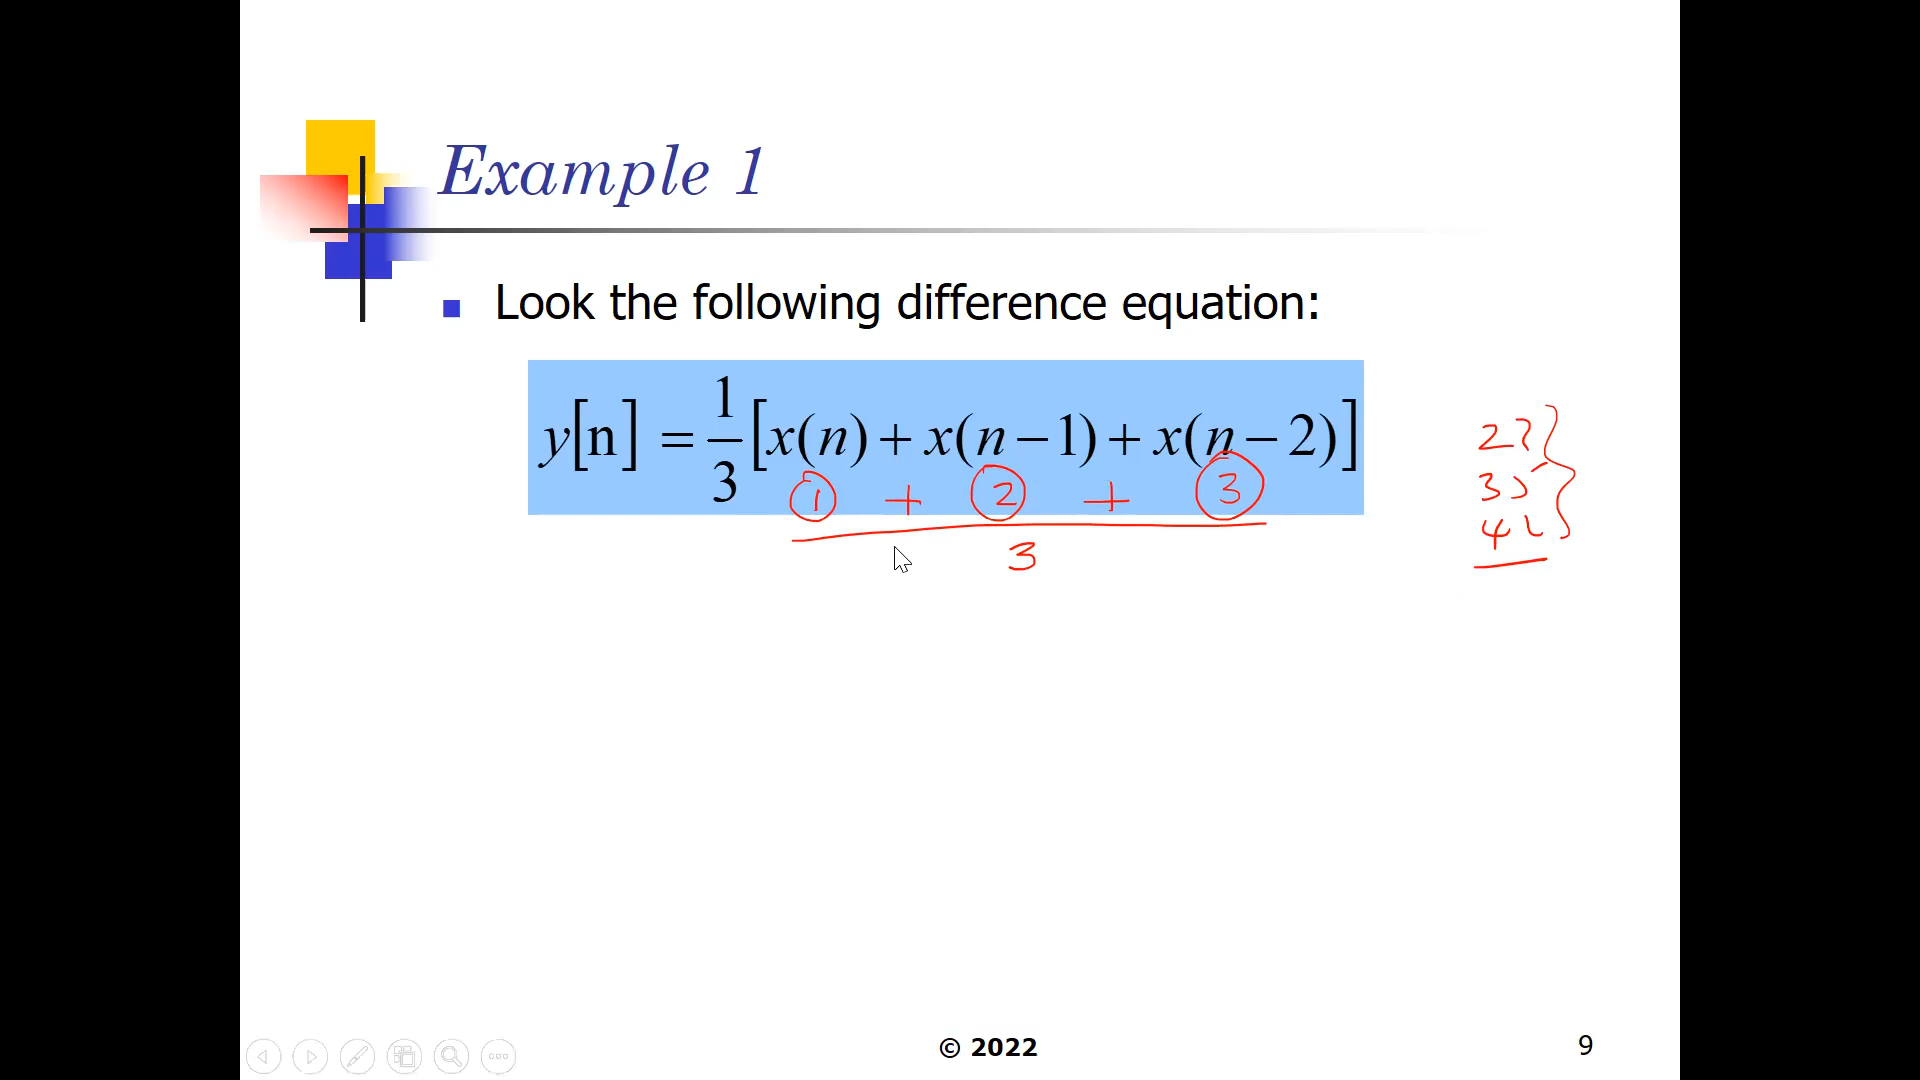 Example 1
Look the following difference equation:
y[n] = 1/3 [x(n) + x(n − 1) + x(n − 2)]
1 + 2 + 3
3
© 2022
9